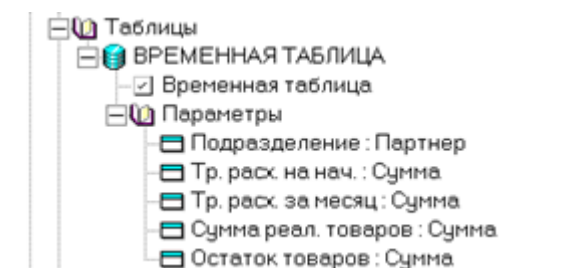 Таблицы
ВРЕМЕННАЯ ТАБЛИЦА
Временная таблица
Параметры
Подразделение : Партнер
Тр. расх. на нач. : Сумма
Тр. расх. за месяц : Сумма
Сумма реал. товаров : Сумма
Остаток товаров : Сумма